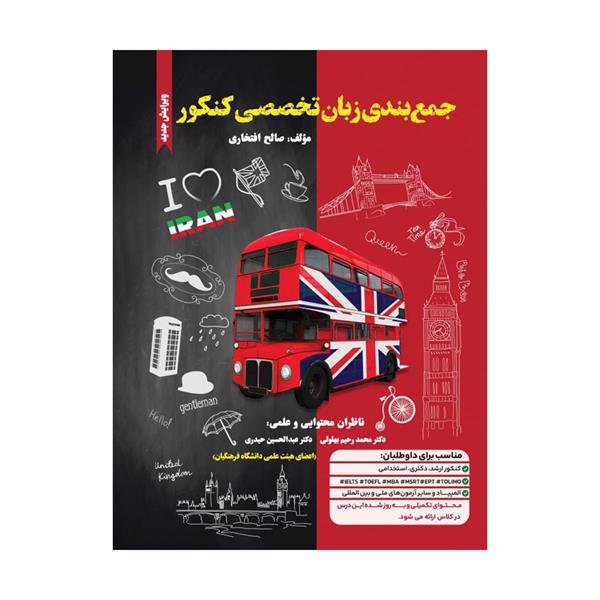 ویرایش جدید
جمع‌بندی زبان تخصصی کنکور
مؤلف: صالح افتخاری
I
IRAN
Queen
Tea
Time
Big Ben
Hello!
gentleman
United
Kingdom
ناظران محتوایی و علمی:
دکتر محمد رحیم بهلولی دکتر عبدالحسین حیدری
(اعضای هیئت علمی دانشگاه فرهنگیان)
مناسب برای داوطلبان:
کنکور ارشد، دکتری، استخدامی
#IELTS #TOEFL #MBA #MSRT #EPT #TOLIMO
المپیاد و سایر آزمون‌های ملی و بین المللی
محتوای تکمیلی و به روز شده این درس
در کلاس ارائه می شود.